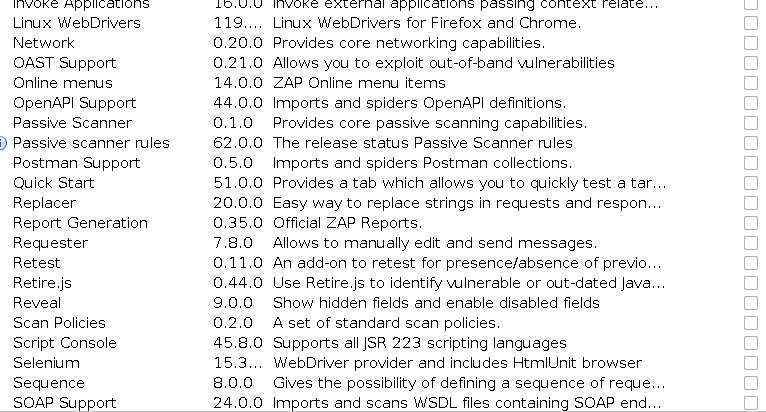 Invoke Applications 16.0.0 Invoke external applications passing context relate...
Linux WebDrivers 119.... Linux WebDrivers for Firefox and Chrome.
Network 0.20.0 Provides core networking capabilities.
OAST Support 0.21.0 Allows you to exploit out-of-band vulnerabilities
Online menus 14.0.0 ZAP Online menu items
OpenAPI Support 44.0.0 Imports and spiders OpenAPI definitions.
Passive Scanner 0.1.0 Provides core passive scanning capabilities.
Passive scanner rules 62.0.0 The release status Passive Scanner rules
Postman Support 0.5.0 Imports and spiders Postman collections.
Quick Start 51.0.0 Provides a tab which allows you to quickly test a tar...
Replacer 20.0.0 Easy way to replace strings in requests and respon...
Report Generation 0.35.0 Official ZAP Reports.
Requester 7.8.0 Allows to manually edit and send messages.
Retest 0.11.0 An add-on to retest for presence/absence of previo...
Retire.js 0.44.0 Use Retire.js to identify vulnerable or out-dated Java...
Reveal 9.0.0 Show hidden fields and enable disabled fields
Scan Policies 0.2.0 A set of standard scan policies.
Script Console 45.8.0 Supports all JSR 223 scripting languages
Selenium 15.3... WebDriver provider and includes HtmlUnit browser
Sequence 8.0.0 Gives the possibility of defining a sequence of reque...
SOAP Support 24.0.0 Imports and scans WSDL files containing SOAP end...